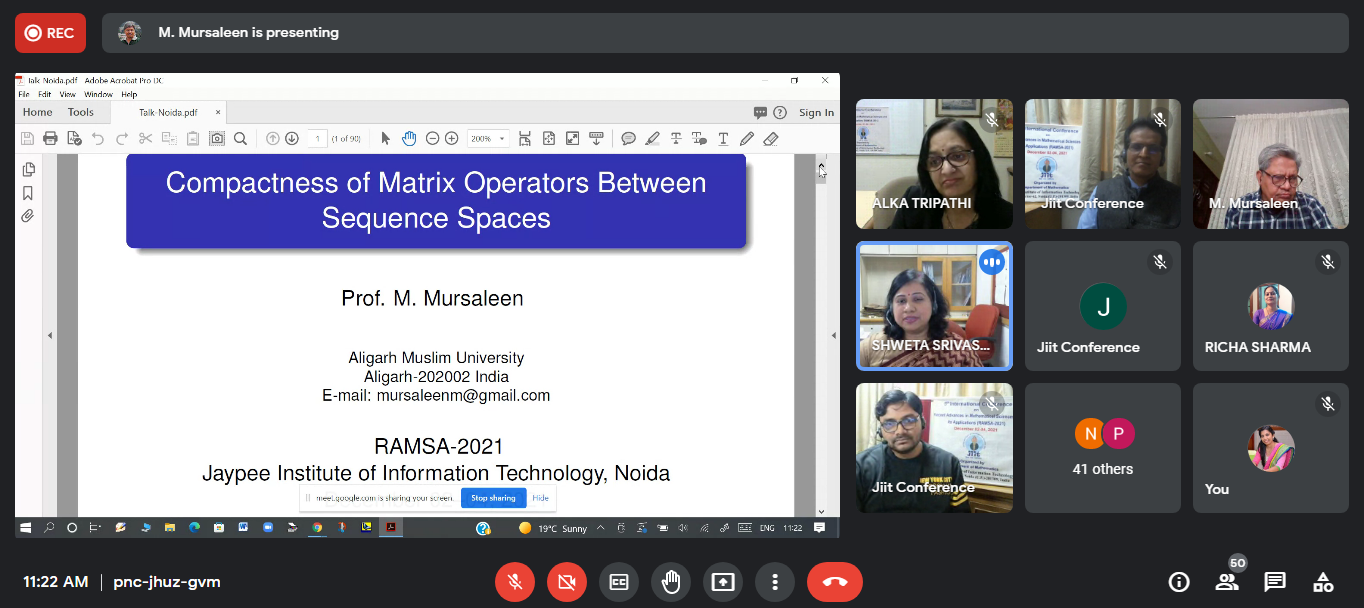 REC
M. Mursaleen is presenting
Talk-Noida.pdf - Adobe Acrobat Pro DC
File Edit View Window Help
Home Tools Talk-Noida.pdf × Sign In
1 (1 of 90) 200%
Compactness of Matrix Operators Between
Sequence Spaces
Prof. M. Mursaleen
Aligarh Muslim University
Aligarh-202002 India
E-mail: mursaleenm@gmail.com
RAMSA-2021
Jaypee Institute of Information Technology, Noida
meet.google.com is sharing your screen. Stop sharing Hide
19°C Sunny ENG 11:22
ALKA TRIPATHI
Jiit Conference
M. Mursaleen
SHWETA SRIVAS...
J
Jiit Conference
RICHA SHARMA
Jiit Conference
N P
41 others
You
11:22 AM | pnc-jhuz-gvm
50